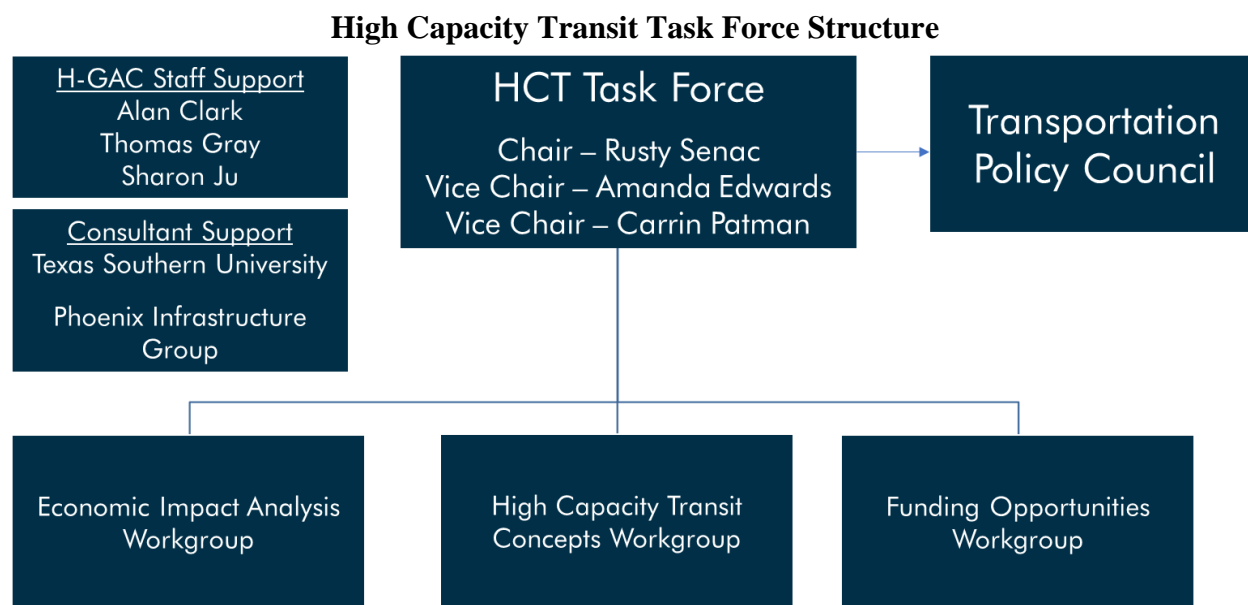 High Capacity Transit Task Force Structure
H-GAC Staff Support
Alan Clark
Thomas Gray
Sharon Ju
Consultant Support
Texas Southern University
Phoenix Infrastructure
Group
HCT Task Force
Chair – Rusty Senac
Vice Chair – Amanda Edwards
Vice Chair – Carrin Patman
Transportation
Policy Council
Economic Impact Analysis
Workgroup
High Capacity Transit
Concepts Workgroup
Funding Opportunities
Workgroup